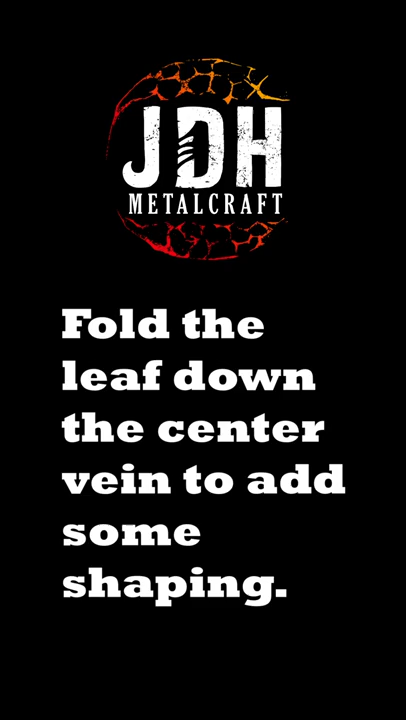 JDH
METALCRAFT
Fold the
leaf down
the center
vein to add
some
shaping.